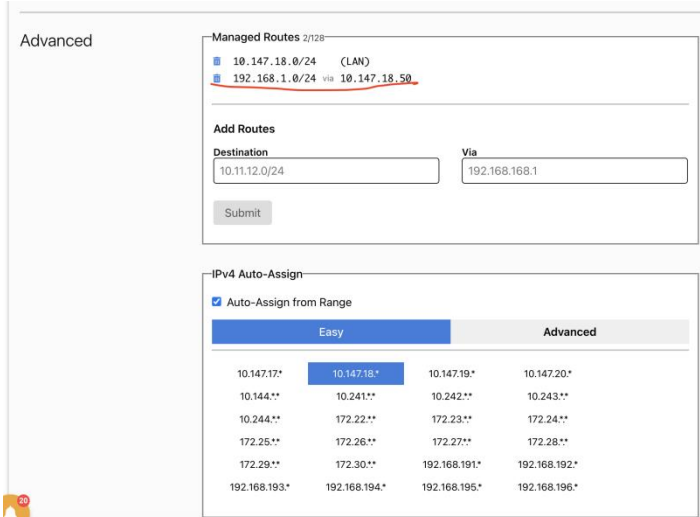 Advanced
Managed Routes 2/128
10.147.18.0/24 (LAN)
192.168.1.0/24 via 10.147.18.50
Add Routes
Destination Via
10.11.12.0/24 192.168.168.1
Submit
IPv4 Auto-Assign
Auto-Assign from Range
Easy Advanced
10.147.17.* 10.147.18.* 10.147.19.* 10.147.20.*
10.144.*.* 10.241.*.* 10.242.*.* 10.243.*.*
10.244.*.* 172.22.*.* 172.23.*.* 172.24.*.*
172.25.*.* 172.26.*.* 172.27.*.* 172.28.*.*
172.29.*.* 172.30.*.* 192.168.191.* 192.168.192.*
192.168.193.* 192.168.194.* 192.168.195.* 192.168.196.*
20